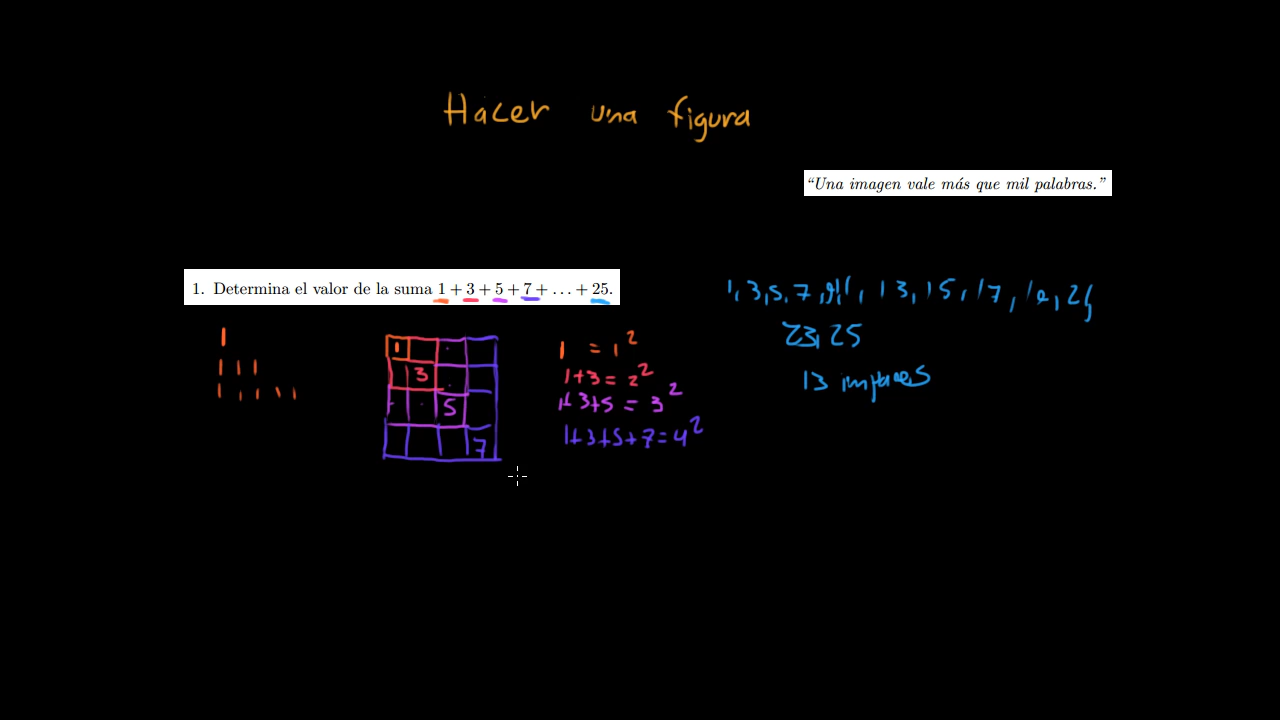 Hacer una figura
“Una imagen vale más que mil palabras.”
1. Determina el valor de la suma 1 + 3 + 5 + 7 + . . . + 25.
1, 3, 5, 7, 9, 11, 13, 15, 17, 19, 21,
23, 25
13 impares
1
3
5
7
1 = 1²
1+3 = 2²
1+3+5 = 3²
1+3+5+7 = 4²